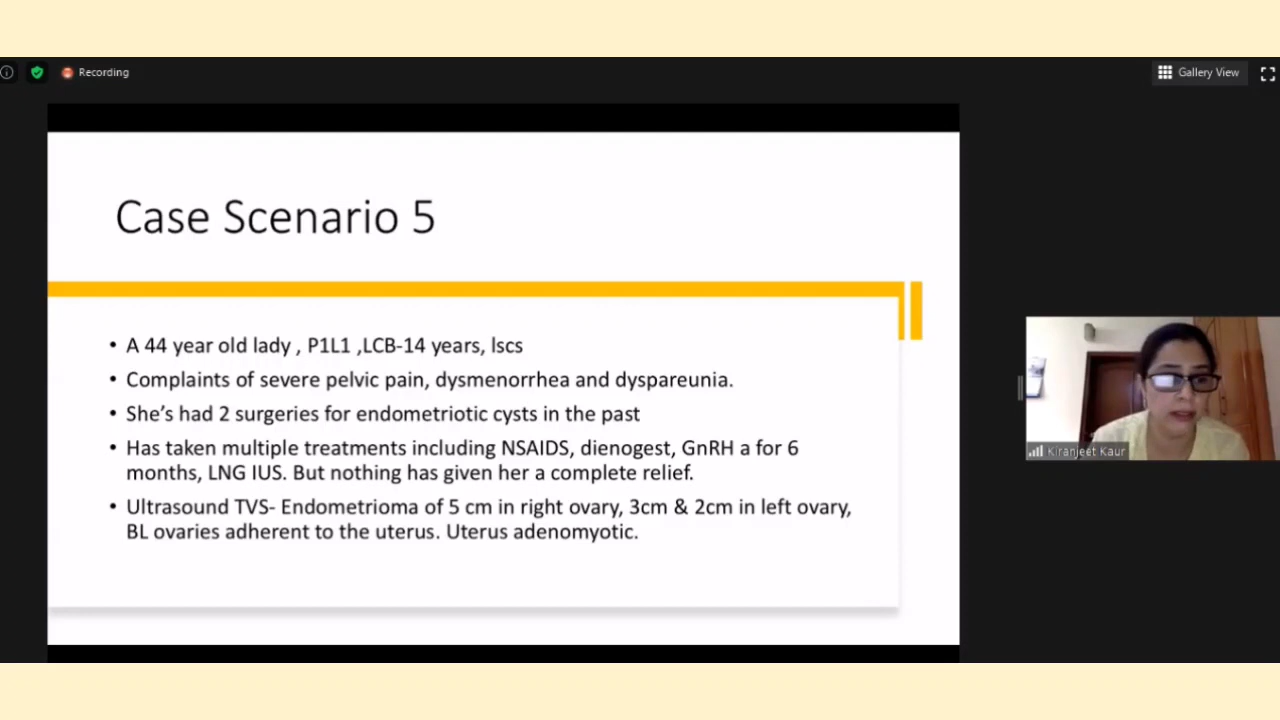 Recording
Gallery View
Case Scenario 5
• A 44 year old lady , P1L1 ,LCB-14 years, lscs
• Complaints of severe pelvic pain, dysmenorrhea and dyspareunia.
• She's had 2 surgeries for endometriotic cysts in the past
• Has taken multiple treatments including NSAIDS, dienogest, GnRH a for 6
months, LNG IUS. But nothing has given her a complete relief.
• Ultrasound TVS- Endometrioma of 5 cm in right ovary, 3cm & 2cm in left ovary,
BL ovaries adherent to the uterus. Uterus adenomyotic.
Kiranjeet Kaur